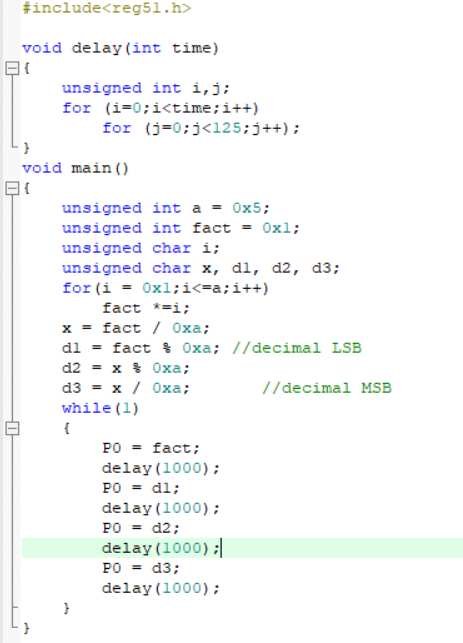 #include<reg51.h>

void delay(int time)
{
    unsigned int i,j;
    for (i=0;i<time;i++)
        for (j=0;j<125;j++);
}
void main()
{
    unsigned int a = 0x5;
    unsigned int fact = 0x1;
    unsigned char i;
    unsigned char x, d1, d2, d3;
    for(i = 0x1;i<=a;i++)
        fact *=i;
    x = fact / 0xa;
    d1 = fact % 0xa; //decimal LSB
    d2 = x % 0xa;
    d3 = x / 0xa;       //decimal MSB
    while(1)
    {
        P0 = fact;
        delay(1000);
        P0 = d1;
        delay(1000);
        P0 = d2;
        delay(1000);
        P0 = d3;
        delay(1000);
    }
}